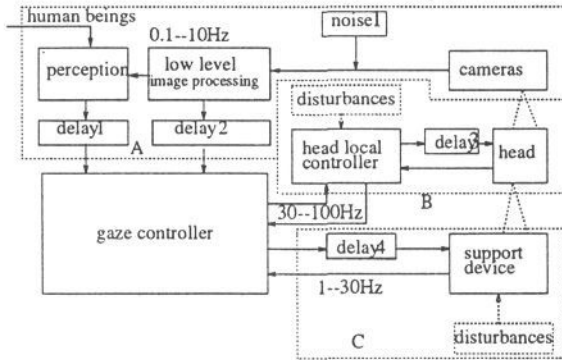 human beings
noise1
0.1--10Hz
perception
low level
image processing
cameras
disturbances
delay1
delay2
A
head local
controller
delay3
head
30--100Hz
B
gaze controller
delay4
support
device
1--30Hz
C
disturbances